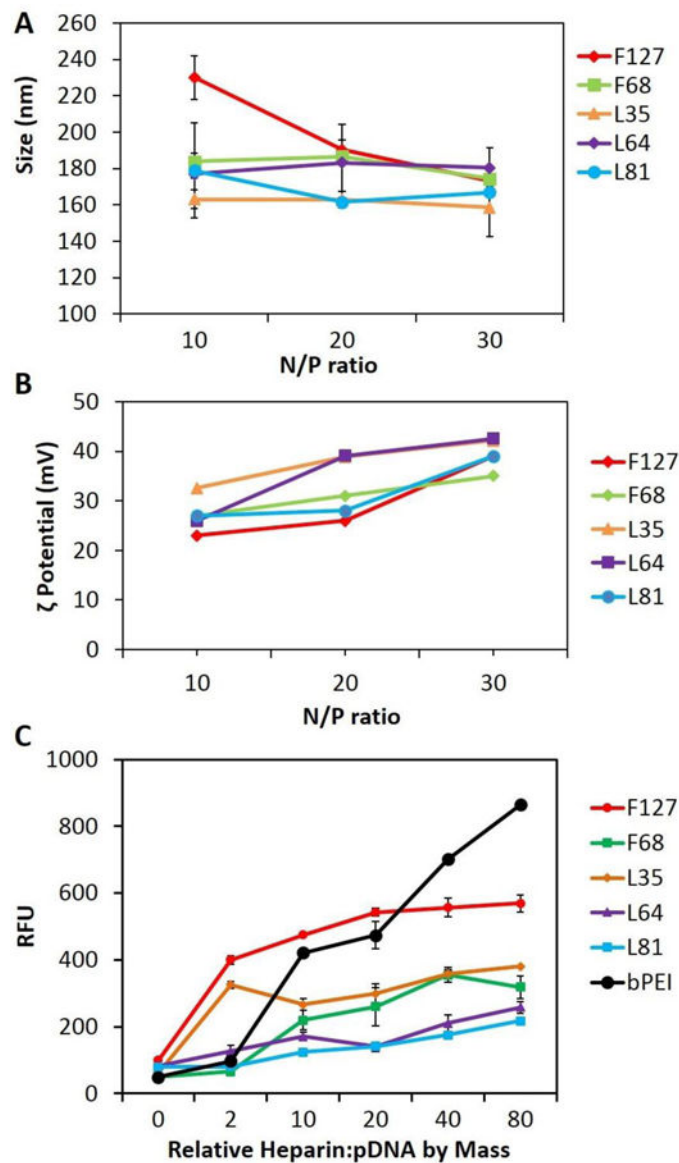 A
Size (nm)
260
240
220
200
180
160
140
120
100
10 20 30
N/P ratio
F127
F68
L35
L64
L81
B
ζ Potential (mV)
50
40
30
20
10
0
10 20 30
N/P ratio
F127
F68
L35
L64
L81
C
RFU
1000
800
600
400
200
0
0 2 10 20 40 80
Relative Heparin:pDNA by Mass
F127
F68
L35
L64
L81
bPEI